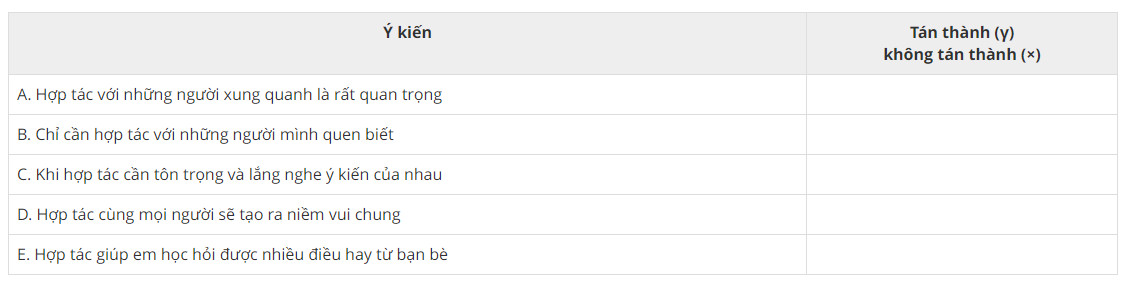 Ý kiến
Tán thành (γ)
không tán thành (×)
A. Hợp tác với những người xung quanh là rất quan trọng
B. Chỉ cần hợp tác với những người mình quen biết
C. Khi hợp tác cần tôn trọng và lắng nghe ý kiến của nhau
D. Hợp tác cùng mọi người sẽ tạo ra niềm vui chung
E. Hợp tác giúp em học hỏi được nhiều điều hay từ bạn bè